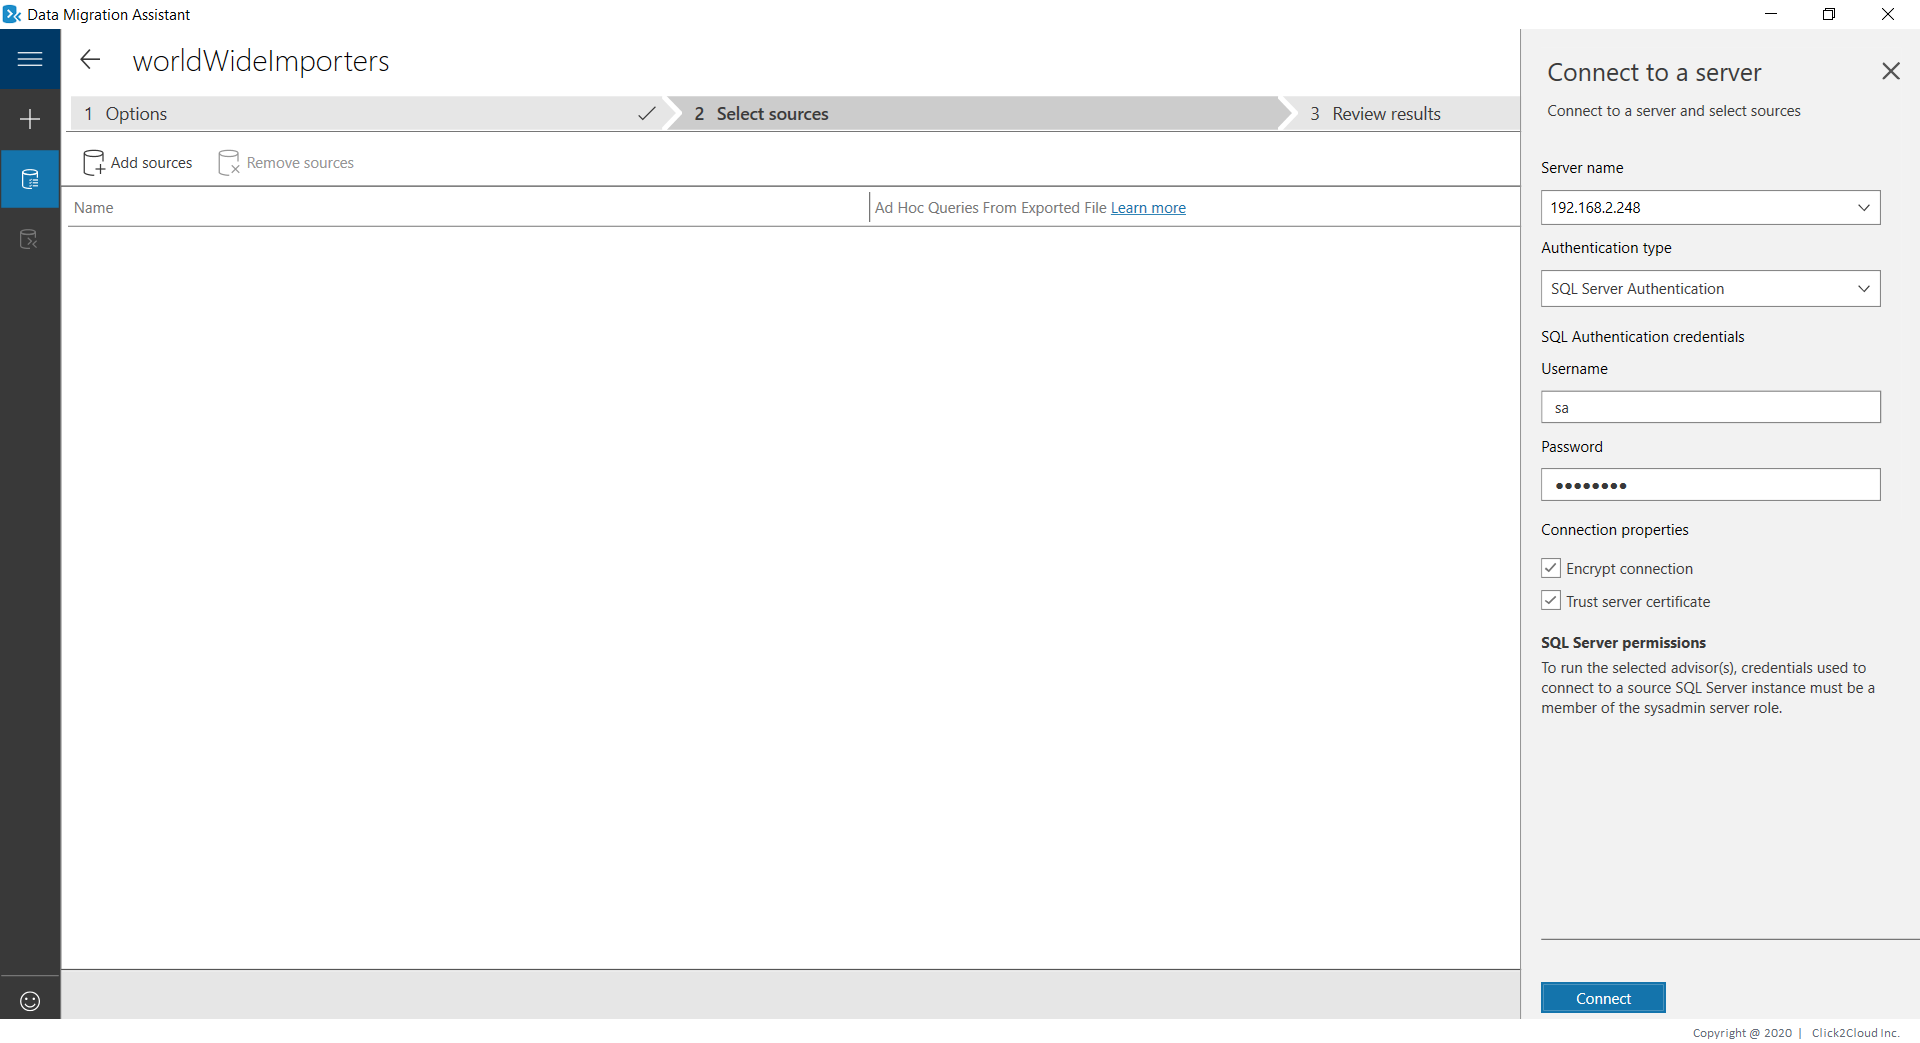 Data Migration Assistant
worldWideImporters
1 Options
2 Select sources
3 Review results
Add sources
Remove sources
Name
Ad Hoc Queries From Exported File Learn more
Connect to a server
Connect to a server and select sources
Server name
192.168.2.248
Authentication type
SQL Server Authentication
SQL Authentication credentials
Username
sa
Password
••••••••
Connection properties
Encrypt connection
Trust server certificate
SQL Server permissions
To run the selected advisor(s), credentials used to
connect to a source SQL Server instance must be a
member of the sysadmin server role.
Connect
Copyright @ 2020 | Click2Cloud Inc.